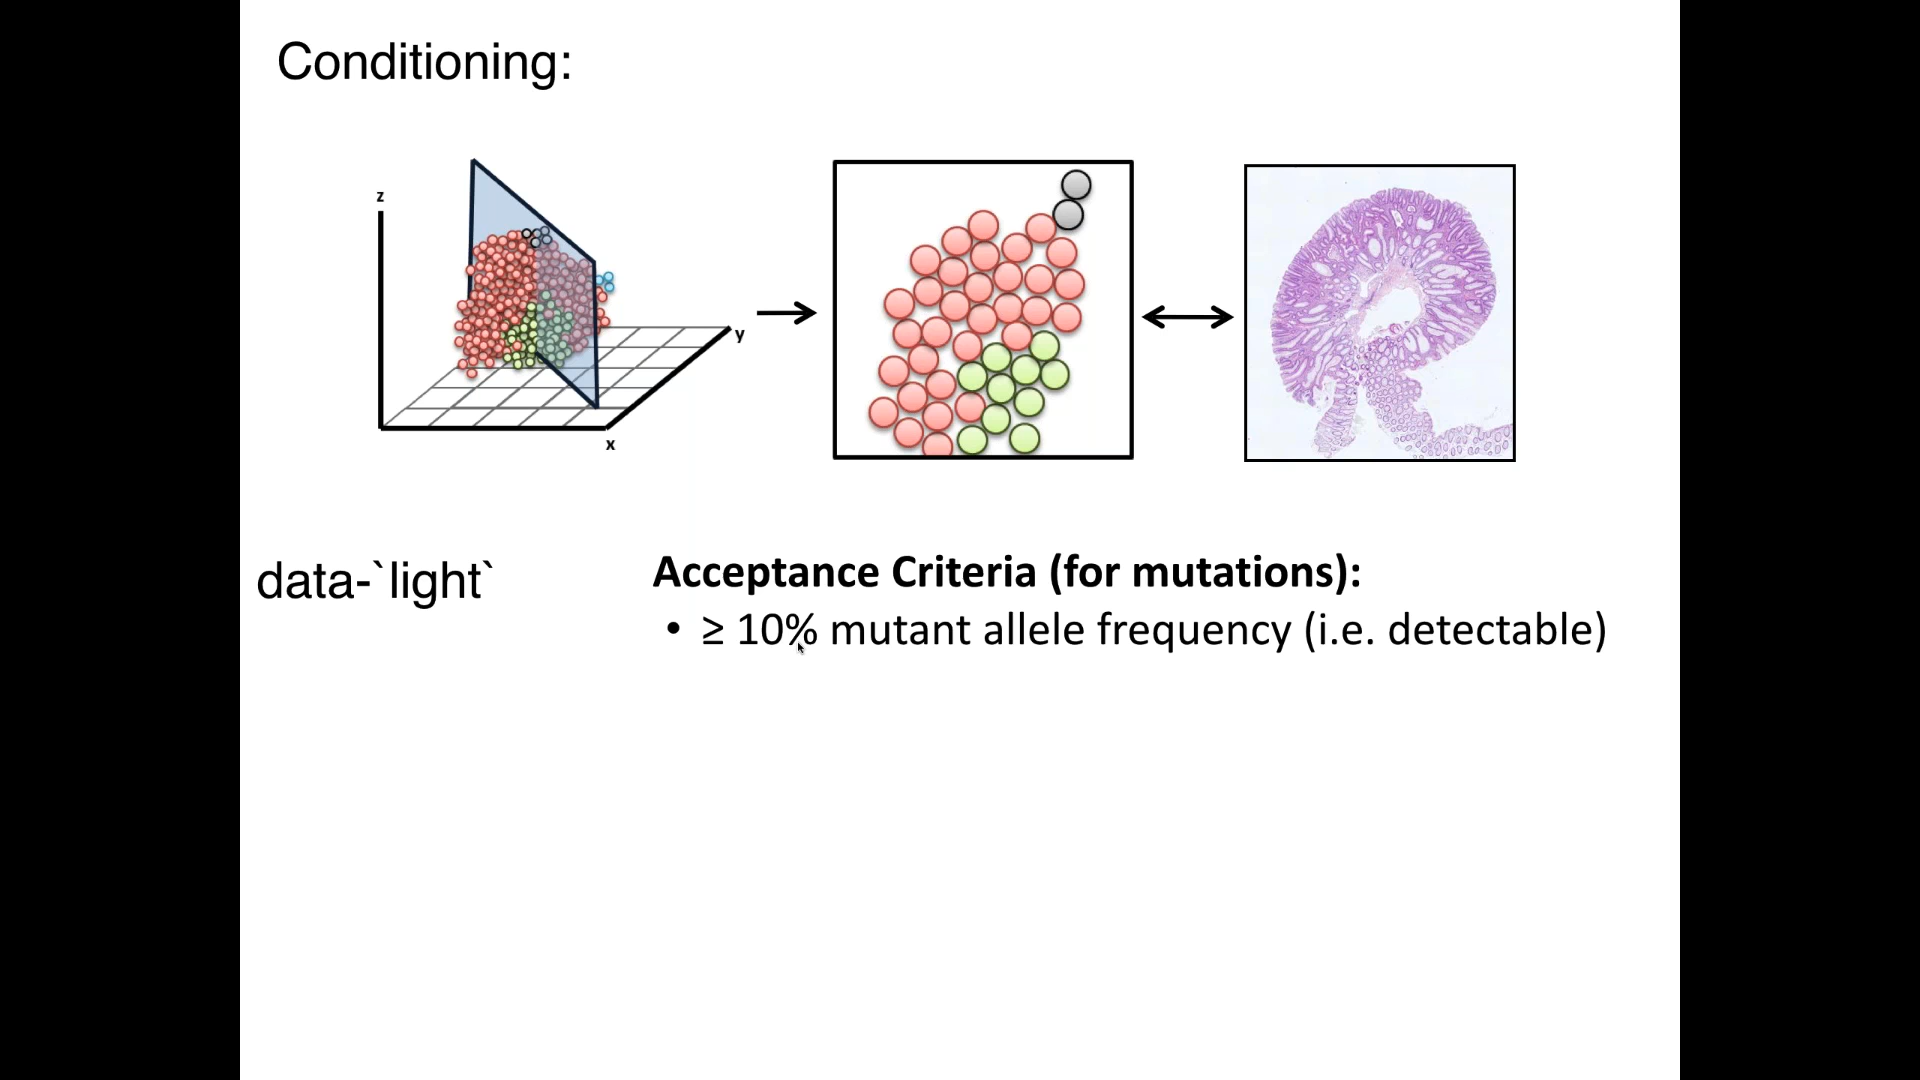 Conditioning:
z
y
x
data-`light`
Acceptance Criteria (for mutations):
• ≥ 10% mutant allele frequency (i.e. detectable)